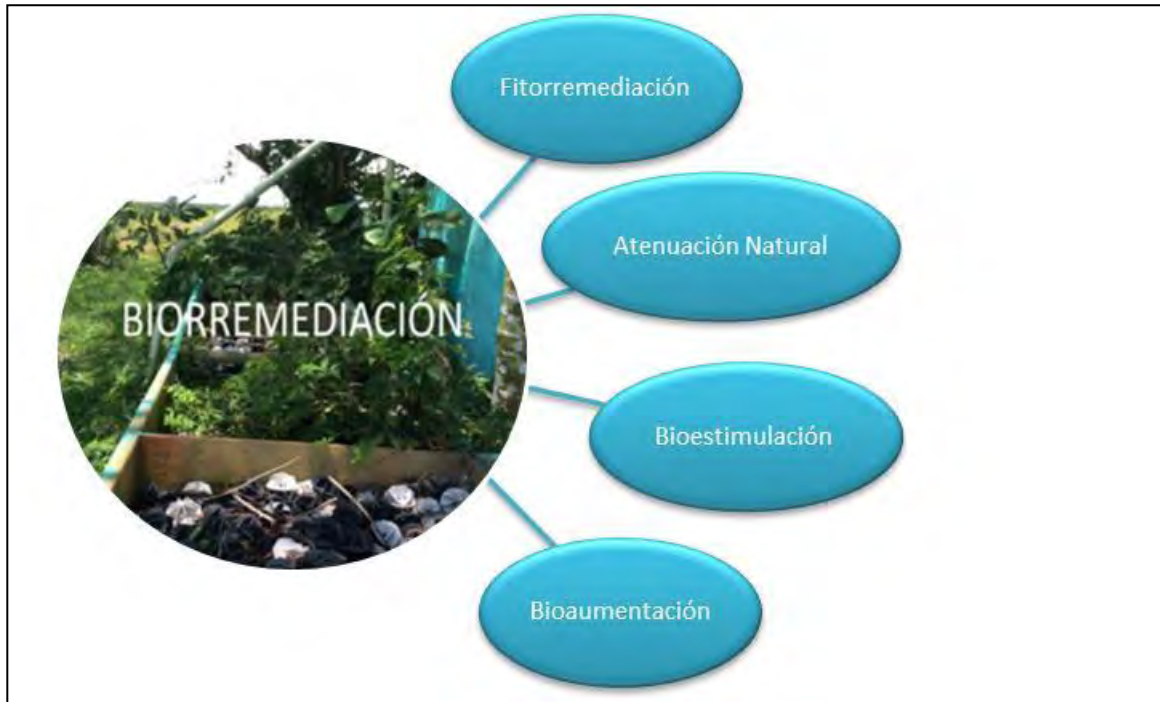 Fitorremediación
Atenuación Natural
BIORREMEDIACIÓN
Bioestimulación
Bioaumentación